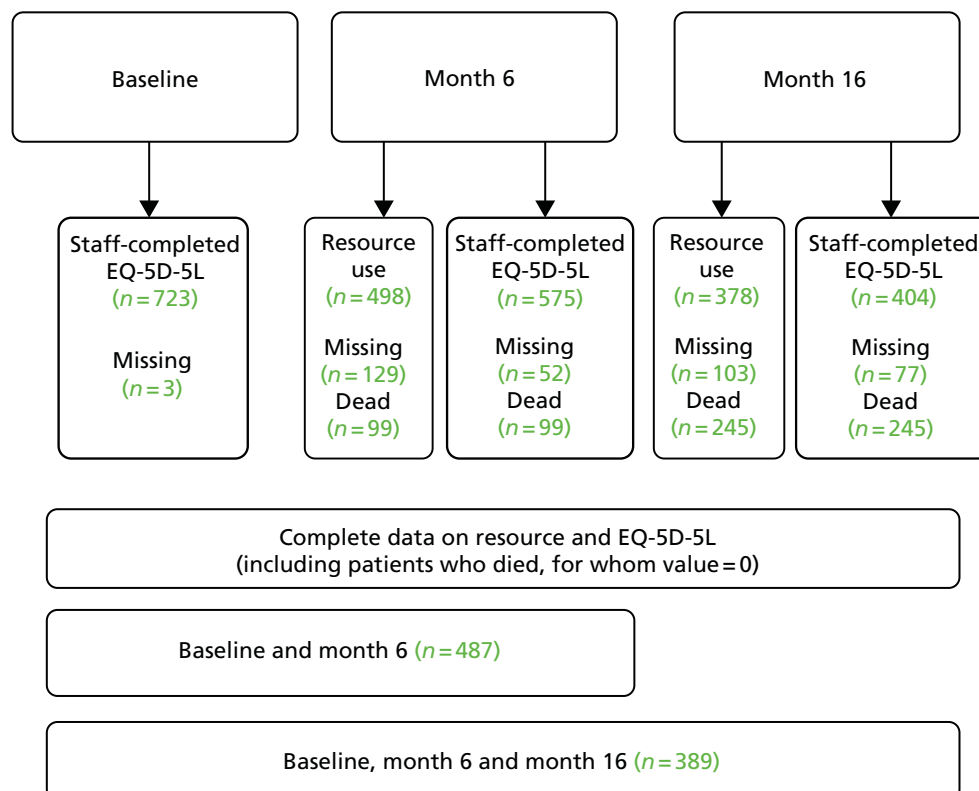 Baseline
Month 6
Month 16
Staff-completed
EQ-5D-5L
(n=723)
Missing
(n=3)
Resource
use
(n=498)
Missing
(n=129)
Dead
(n=99)
Staff-completed
EQ-5D-5L
(n=575)
Missing
(n=52)
Dead
(n=99)
Resource
use
(n=378)
Missing
(n=103)
Dead
(n=245)
Staff-completed
EQ-5D-5L
(n=404)
Missing
(n=77)
Dead
(n=245)
Complete data on resource and EQ-5D-5L
(including patients who died, for whom value=0)
Baseline and month 6 (n=487)
Baseline, month 6 and month 16 (n=389)